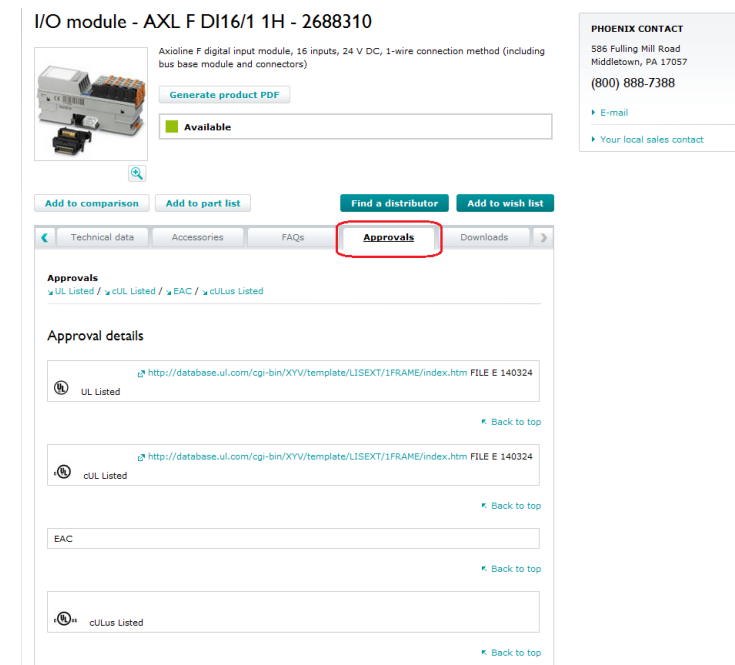 I/O module - AXL F DI16/1 1H - 2688310
Axioline F digital input module, 16 inputs, 24 V DC, 1-wire connection method (including
bus base module and connectors)
Generate product PDF
Available
Add to comparison
Add to part list
Find a distributor
Add to wish list
PHOENIX CONTACT
586 Fulling Mill Road
Middletown, PA 17057
(800) 888-7388
E-mail
Your local sales contact
Technical data
Accessories
FAQs
Approvals
Downloads
Approvals
UL Listed / cUL Listed / EAC / cULus Listed
Approval details
http://database.ul.com/cgi-bin/XYV/template/LISEXT/1FRAME/index.htm FILE E 140324
UL Listed
Back to top
http://database.ul.com/cgi-bin/XYV/template/LISEXT/1FRAME/index.htm FILE E 140324
cUL Listed
Back to top
EAC
Back to top
cULus Listed
Back to top